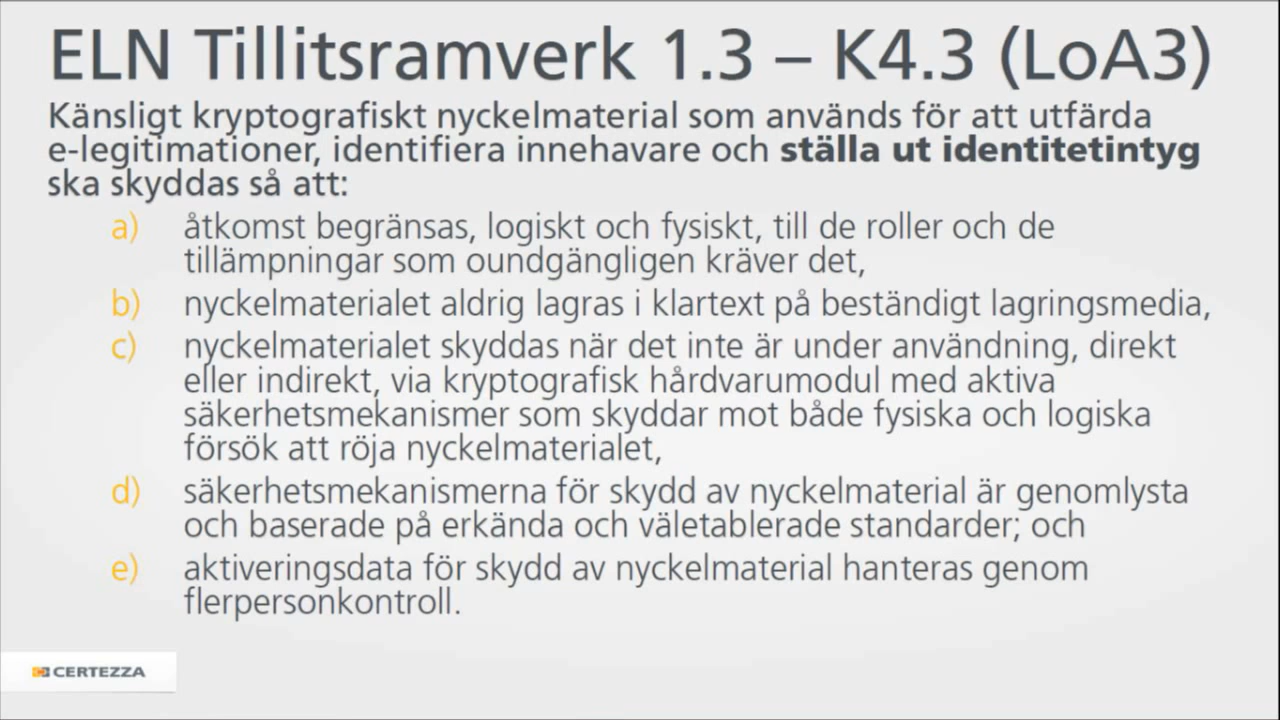 ELN Tillitsramverk 1.3 – K4.3 (LoA3)
Känsligt kryptografiskt nyckelmaterial som används för att utfärda
e-legitimationer, identifiera innehavare och ställa ut identitetintyg
ska skyddas så att:
a) åtkomst begränsas, logiskt och fysiskt, till de roller och de
tillämpningar som oundgängligen kräver det,
b) nyckelmaterialet aldrig lagras i klartext på beständigt lagringsmedia,
c) nyckelmaterialet skyddas när det inte är under användning, direkt
eller indirekt, via kryptografisk hårdvarumodul med aktiva
säkerhetsmekanismer som skyddar mot både fysiska och logiska
försök att röja nyckelmaterialet,
d) säkerhetsmekanismerna för skydd av nyckelmaterial är genomlysta
och baserade på erkända och väletablerade standarder; och
e) aktiveringsdata för skydd av nyckelmaterial hanteras genom
flerpersonkontroll.
CERTEZZA